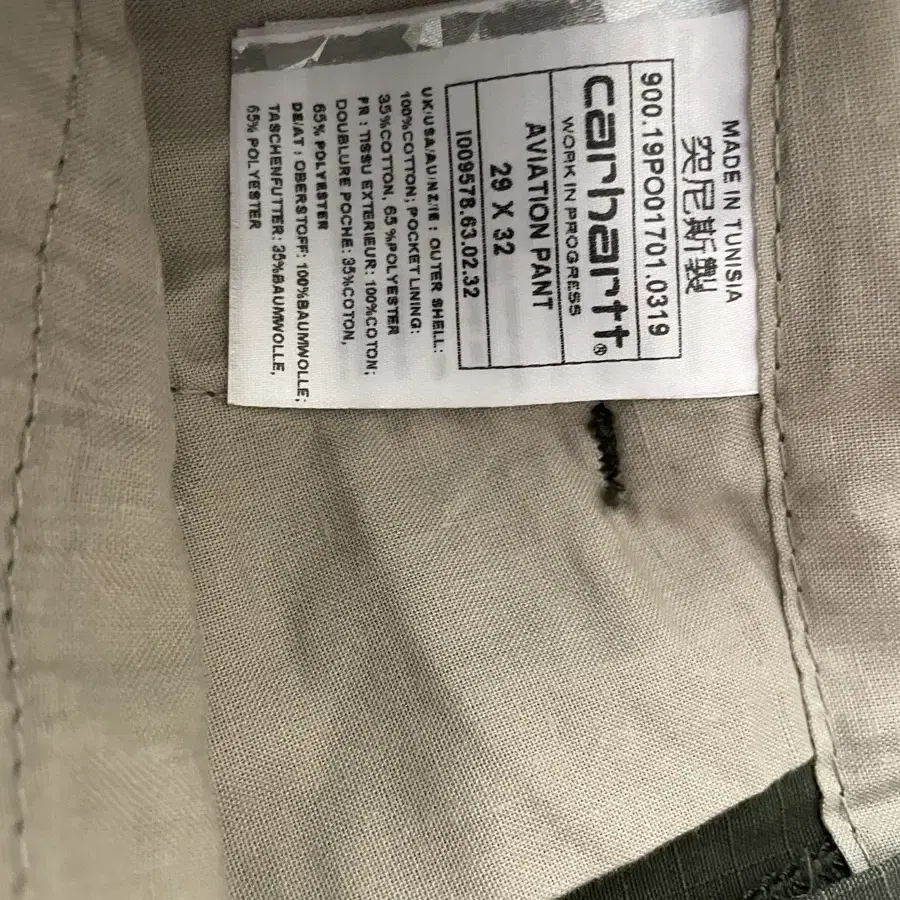 MADE IN TUNISIA
突尼斯製
900.19PO01701.0319
carhartt®
WORK IN PROGRESS
AVIATION PANT
29 X 32
I009578.63.02.32
UK/USA/AU/NZ/IE : OUTER SHELL:
100%COTTON; POCKET LINING:
35%COTTON, 65 %POLYESTER
FR : TISSU EXTERIEUR: 100%COTON;
DOUBLURE POCHE: 35%COTON,
65% POLYESTER
DE/AT : OBERSTOFF: 100%BAUMWOLLE;
TASCHENFUTTER: 35%BAUMWOLLE,
65% POLYESTER